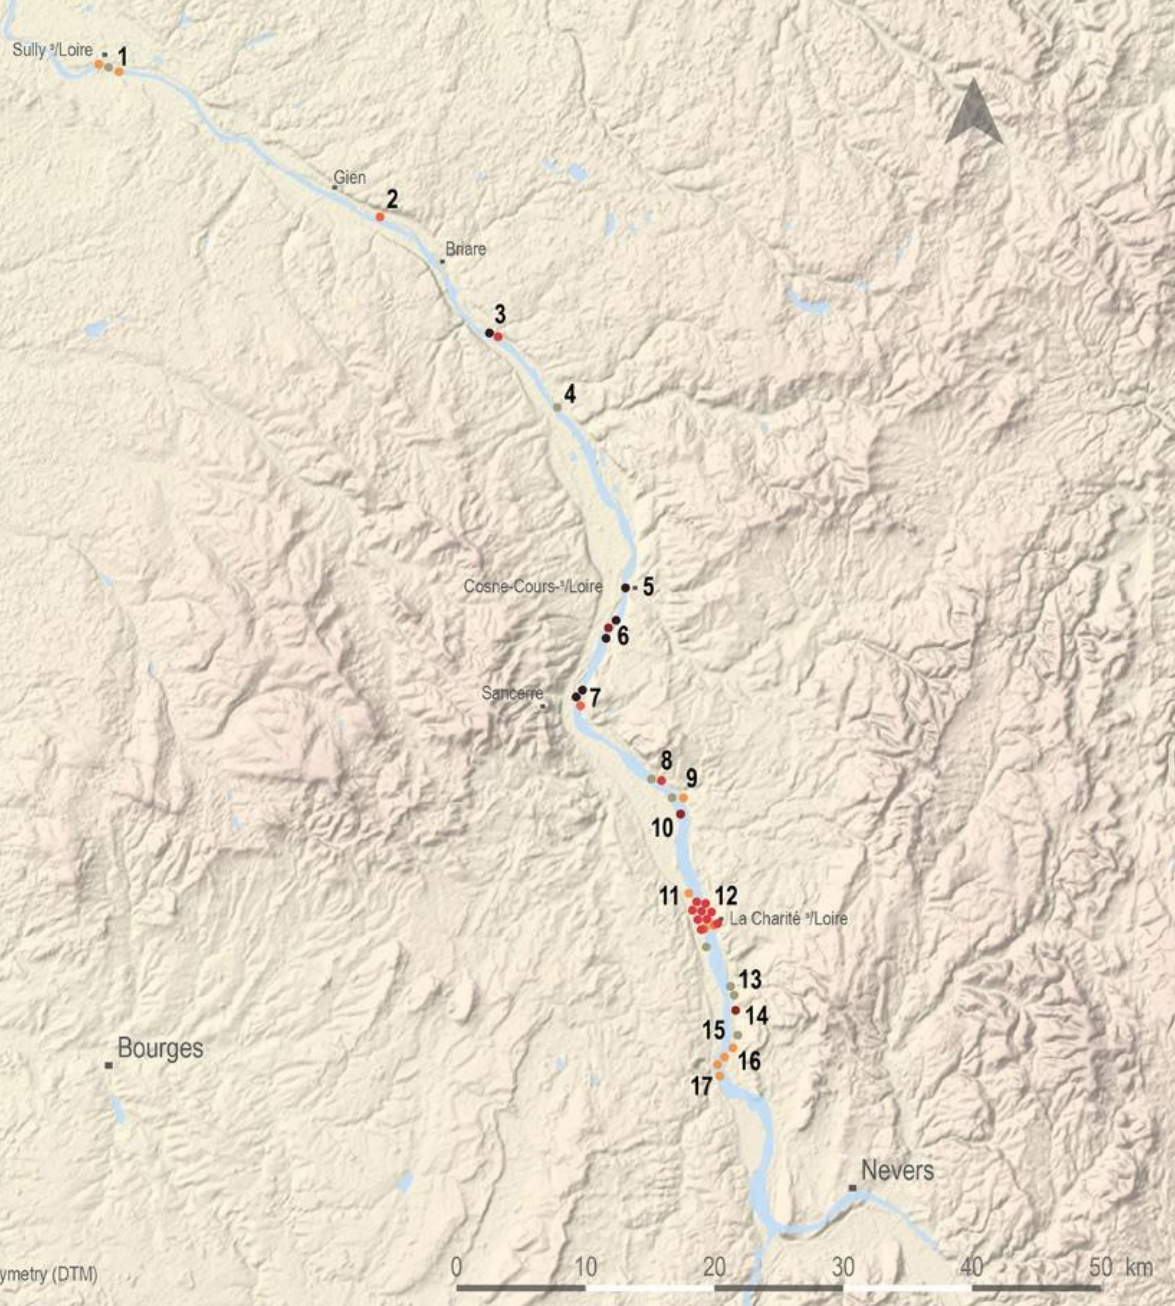 Sully ˢ/Loire
1
Gien
2
Briare
3
4
Cosne-Cours-ˢ/Loire
5
6
Sancerre
7
8
9
10
11
12
La Charité ˢ/Loire
13
14
15
Bourges
16
17
Nevers
ymetry (DTM)
0 10 20 30 40 50 km